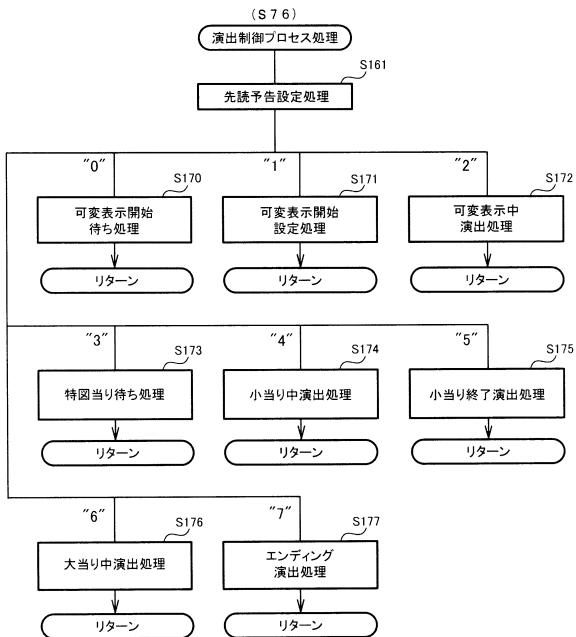 (S76)
演出制御プロセス処理
S161
先読予告設定処理
"0"
"1"
"2"
S170
S171
S172
可変表示開始
待ち処理
可変表示開始
設定処理
可変表示中
演出処理
リターン
リターン
リターン
"3"
"4"
"5"
S173
S174
S175
特図当り待ち処理
小当り中演出処理
小当り終了演出処理
リターン
リターン
リターン
"6"
"7"
S176
S177
大当り中演出処理
エンディング
演出処理
リターン
リターン